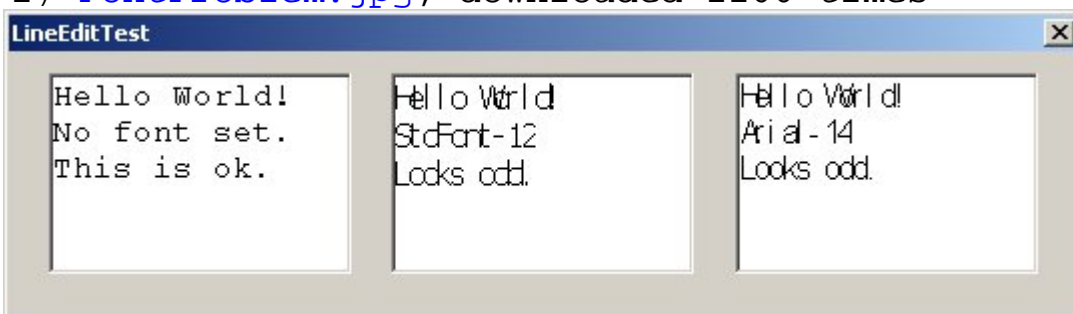 1) FontProblem.jpg, downloaded 1160 times
LineEditTest
Hello World!
No font set.
This is ok.
Hello World!
StdFont-12
Looks odd.
Hello World!
Arial-14
Looks odd.